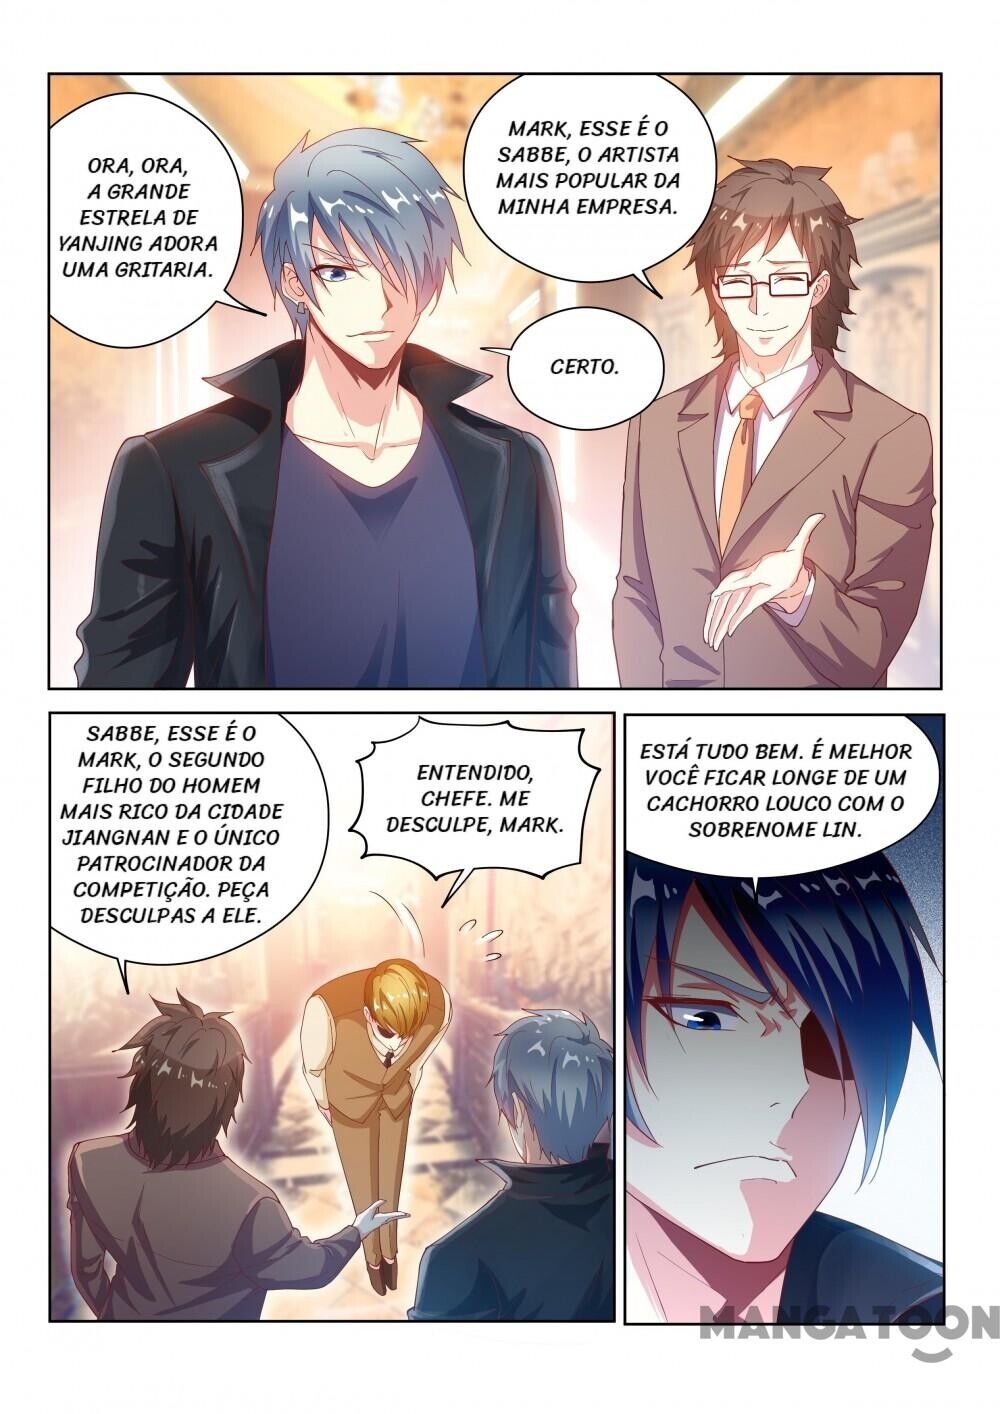 ORA, ORA,
A GRANDE
ESTRELA DE
YANJING ADORA
UMA GRITARIA.
MARK, ESSE É O
SABBE, O ARTISTA
MAIS POPULAR DA
MINHA EMPRESA.
CERTO.
SABBE, ESSE É O
MARK, O SEGUNDO
FILHO DO HOMEM
MAIS RICO DA CIDADE
JIANGNAN E O ÚNICO
PATROCINADOR DA
COMPETIÇÃO. PEÇA
DESCULPAS A ELE.
ENTENDIDO,
CHEFE. ME
DESCULPE, MARK.
ESTÁ TUDO BEM. É MELHOR
VOCÊ FICAR LONGE DE UM
CACHORRO LOUCO COM O
SOBRENOME LIN.
MANGATOON